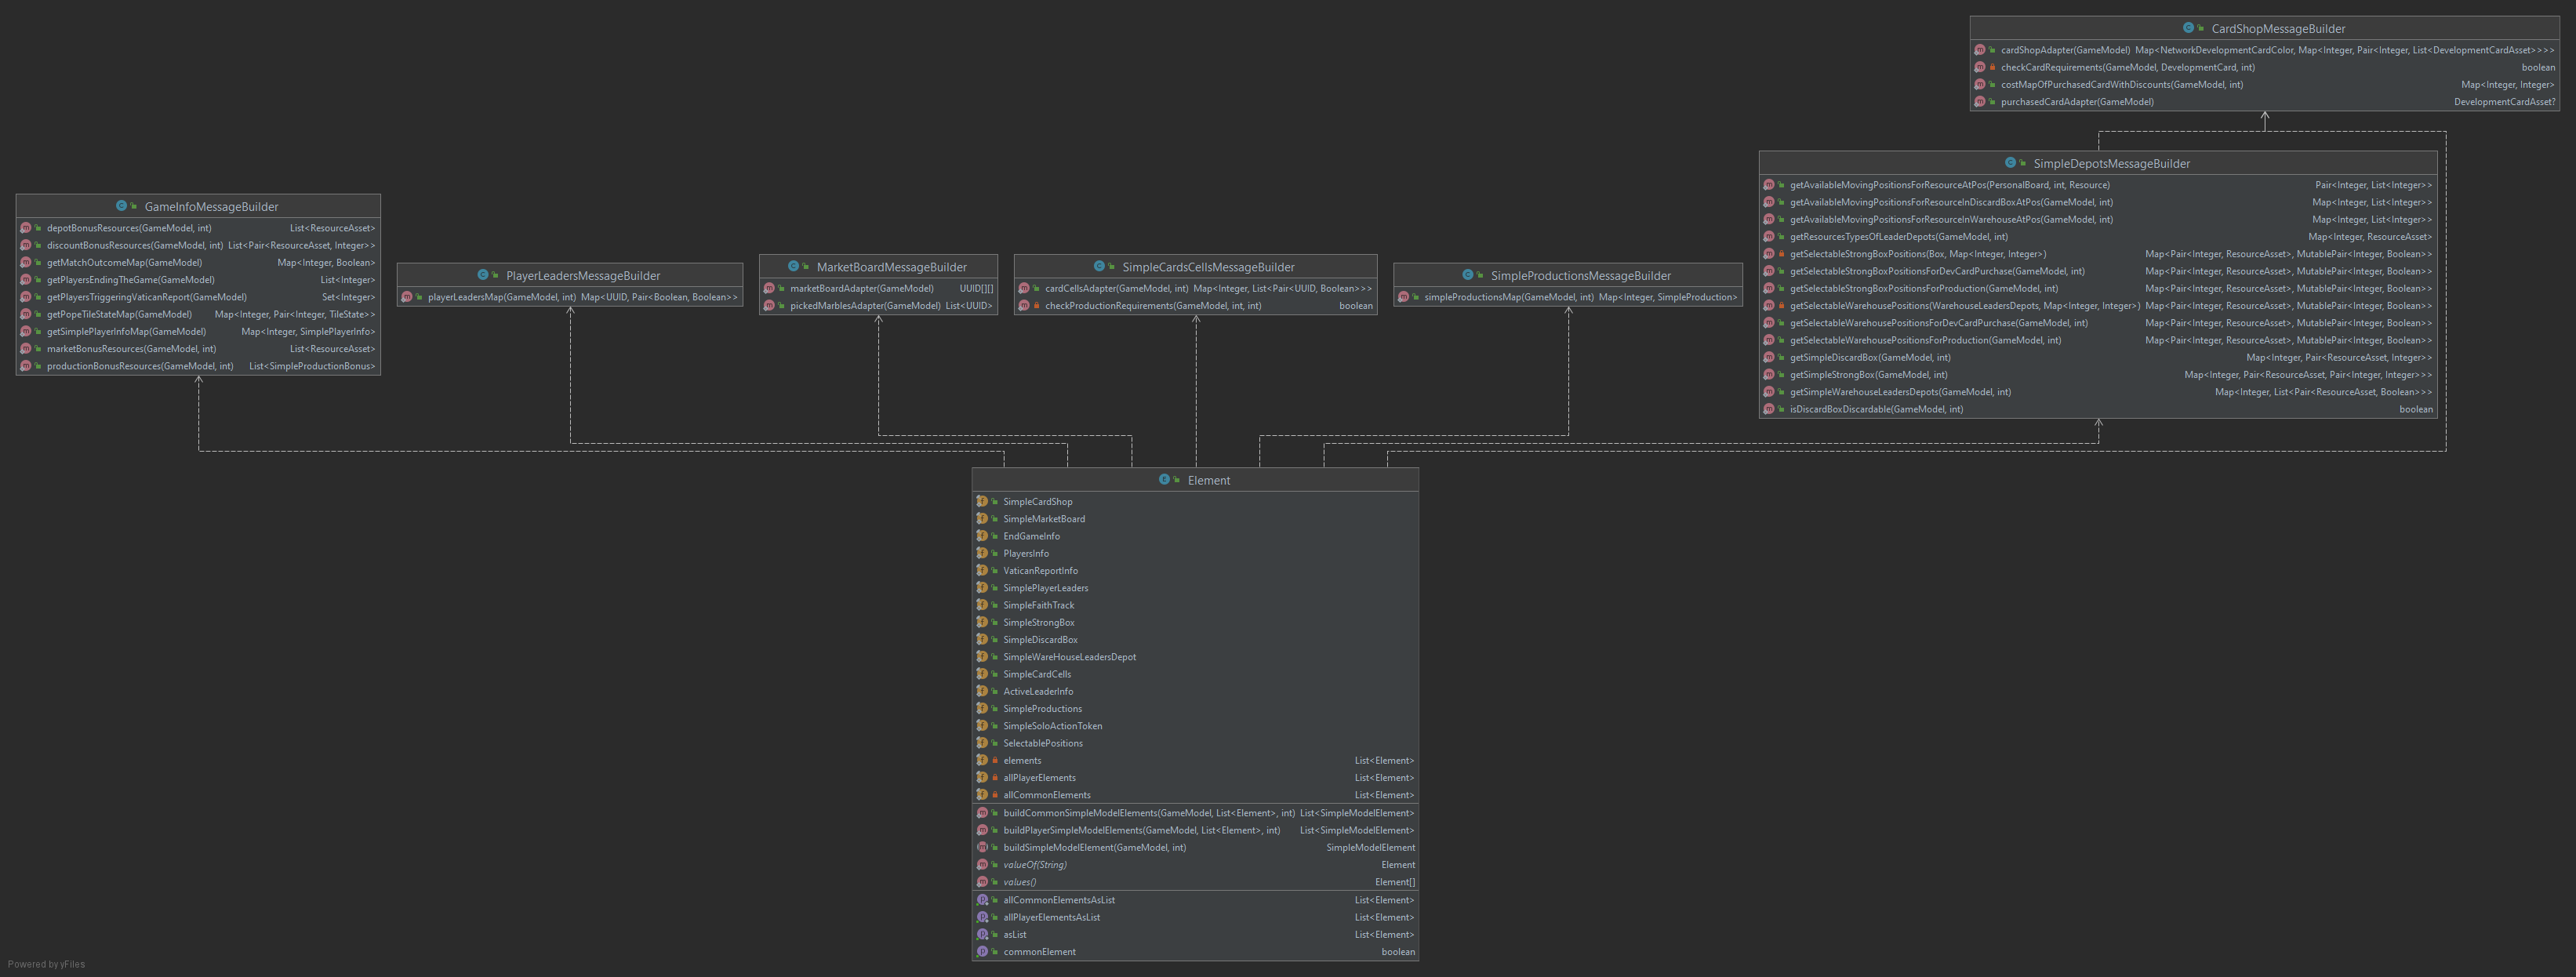 CardShopMessageBuilder
cardShopAdapter(GameModel) Map<NetworkDevelopmentCardColor, Map<Integer, Pair<Integer, List<DevelopmentCardAsset>>>>
checkCardRequirements(GameModel, DevelopmentCard, int) boolean
costMapOfPurchasedCardWithDiscounts(GameModel, int) Map<Integer, Integer>
purchasedCardAdapter(GameModel) DevelopmentCardAsset?
SimpleDepotsMessageBuilder
getAvailableMovingPositionsForResourceAtPos(PersonalBoard, int, Resource) Pair<Integer, List<Integer>>
getAvailableMovingPositionsForResourceInDiscardBoxAtPos(GameModel, int) Map<Integer, List<Integer>>
getAvailableMovingPositionsForResourceInWarehouseAtPos(GameModel, int) Map<Integer, List<Integer>>
getResourcesTypesOfLeaderDepots(GameModel, int) Map<Integer, ResourceAsset>
getSelectableStrongBoxPositions(Box, Map<Integer, Integer>) Map<Pair<Integer, ResourceAsset>, MutablePair<Integer, Boolean>>
getSelectableStrongBoxPositionsForDevCardPurchase(GameModel, int) Map<Pair<Integer, ResourceAsset>, MutablePair<Integer, Boolean>>
getSelectableStrongBoxPositionsForProduction(GameModel, int) Map<Pair<Integer, ResourceAsset>, MutablePair<Integer, Boolean>>
getSelectableWarehousePositions(WarehouseLeadersDepots, Map<Integer, Integer>) Map<Pair<Integer, ResourceAsset>, MutablePair<Integer, Boolean>>
getSelectableWarehousePositionsForDevCardPurchase(GameModel, int) Map<Pair<Integer, ResourceAsset>, MutablePair<Integer, Boolean>>
getSelectableWarehousePositionsForProduction(GameModel, int) Map<Pair<Integer, ResourceAsset>, MutablePair<Integer, Boolean>>
getSimpleDiscardBox(GameModel, int) Map<Integer, Pair<ResourceAsset, Integer>>
getSimpleStrongBox(GameModel, int) Map<Integer, Pair<ResourceAsset, Pair<Integer, Integer>>>
getSimpleWarehouseLeadersDepots(GameModel, int) Map<Integer, List<Pair<ResourceAsset, Boolean>>>
isDiscardBoxDiscardable(GameModel, int) boolean
GameInfoMessageBuilder
depotBonusResources(GameModel, int) List<ResourceAsset>
discountBonusResources(GameModel, int) List<Pair<ResourceAsset, Integer>>
getMatchOutcomeMap(GameModel) Map<Integer, Boolean>
getPlayersEndingTheGame(GameModel) List<Integer>
getPlayersTriggeringVaticanReport(GameModel) Set<Integer>
getPopeTileStateMap(GameModel) Map<Integer, Pair<Integer, TileState>>
getSimplePlayerInfoMap(GameModel) Map<Integer, SimplePlayerInfo>
marketBonusResources(GameModel, int) List<ResourceAsset>
productionBonusResources(GameModel, int) List<SimpleProductionBonus>
PlayerLeadersMessageBuilder
playerLeadersMap(GameModel, int) Map<UUID, Pair<Boolean, Boolean>>
MarketBoardMessageBuilder
marketBoardAdapter(GameModel) UUID[][]
pickedMarblesAdapter(GameModel) List<UUID>
SimpleCardsCellsMessageBuilder
cardCellsAdapter(GameModel, int) Map<Integer, List<Pair<UUID, Boolean>>>
checkProductionRequirements(GameModel, int, int) boolean
SimpleProductionsMessageBuilder
simpleProductionsMap(GameModel, int) Map<Integer, SimpleProduction>
Element
SimpleCardShop
SimpleMarketBoard
EndGameInfo
PlayersInfo
VaticanReportInfo
SimplePlayerLeaders
SimpleFaithTrack
SimpleStrongBox
SimpleDiscardBox
SimpleWareHouseLeadersDepot
SimpleCardCells
ActiveLeaderInfo
SimpleProductions
SimpleSoloActionToken
SelectablePositions
elements List<Element>
allPlayerElements List<Element>
allCommonElements List<Element>
buildCommonSimpleModelElements(GameModel, List<Element>, int) List<SimpleModelElement>
buildPlayerSimpleModelElements(GameModel, List<Element>, int) List<SimpleModelElement>
buildSimpleModelElement(GameModel, int) SimpleModelElement
valueOf(String) Element
values() Element[]
allCommonElementsAsList List<Element>
allPlayerElementsAsList List<Element>
asList List<Element>
commonElement boolean
Powered by yFiles